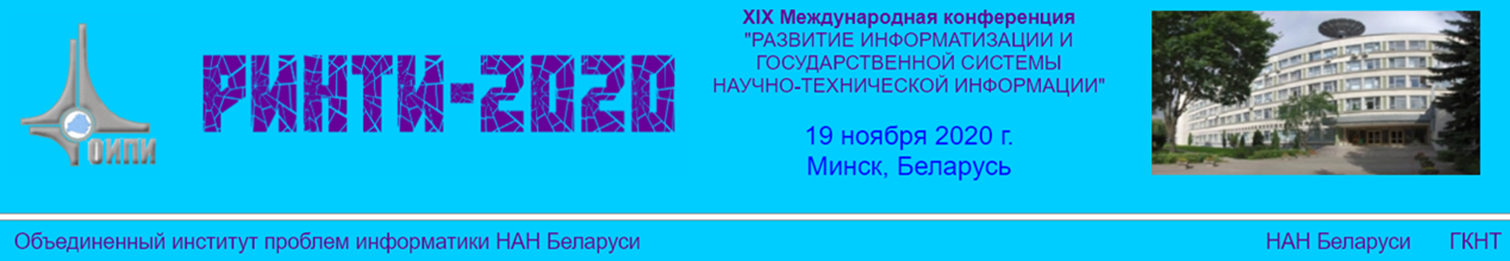 ОИПИ
РИНТИ-2020
XIX Международная конференция
"РАЗВИТИЕ ИНФОРМАТИЗАЦИИ И
ГОСУДАРСТВЕННОЙ СИСТЕМЫ
НАУЧНО-ТЕХНИЧЕСКОЙ ИНФОРМАЦИИ"
19 ноября 2020 г.
Минск, Беларусь
Объединенный институт проблем информатики НАН Беларуси
НАН Беларуси ГКНТ